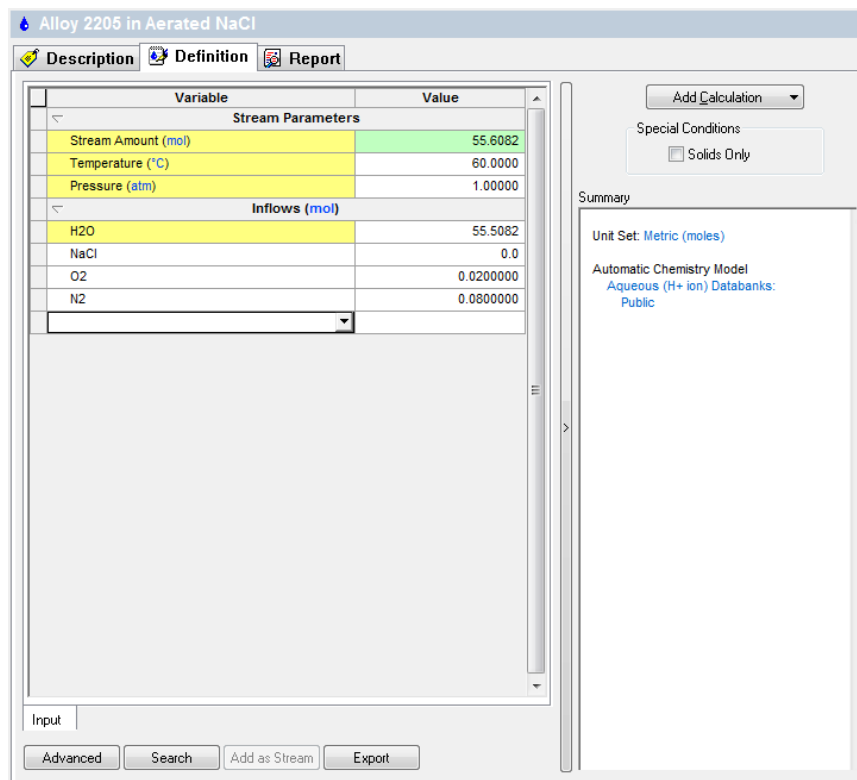 Alloy 2205 in Aerated NaCl
Description Definition Report
Variable Value
Stream Parameters
Stream Amount (mol) 55.6082
Temperature (°C) 60.0000
Pressure (atm) 1.00000
Inflows (mol)
H2O 55.5082
NaCl 0.0
O2 0.0200000
N2 0.0800000
Input
Advanced Search Add as Stream Export
Add Calculation
Special Conditions
Solids Only
Summary
Unit Set: Metric (moles)
Automatic Chemistry Model
Aqueous (H+ ion) Databanks:
Public